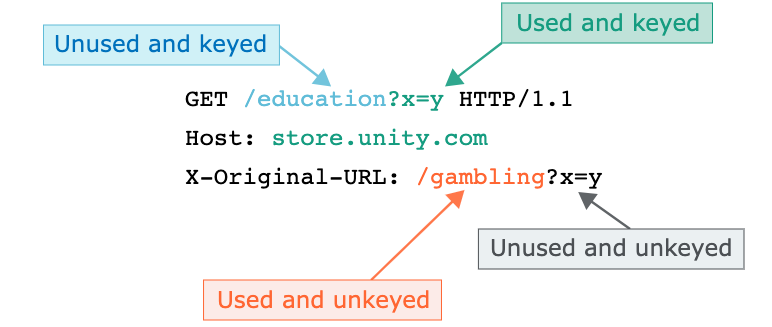 Used and keyed
Unused and keyed
GET /education?x=y HTTP/1.1
Host: store.unity.com
X-Original-URL: /gambling?x=y
Unused and unkeyed
Used and unkeyed